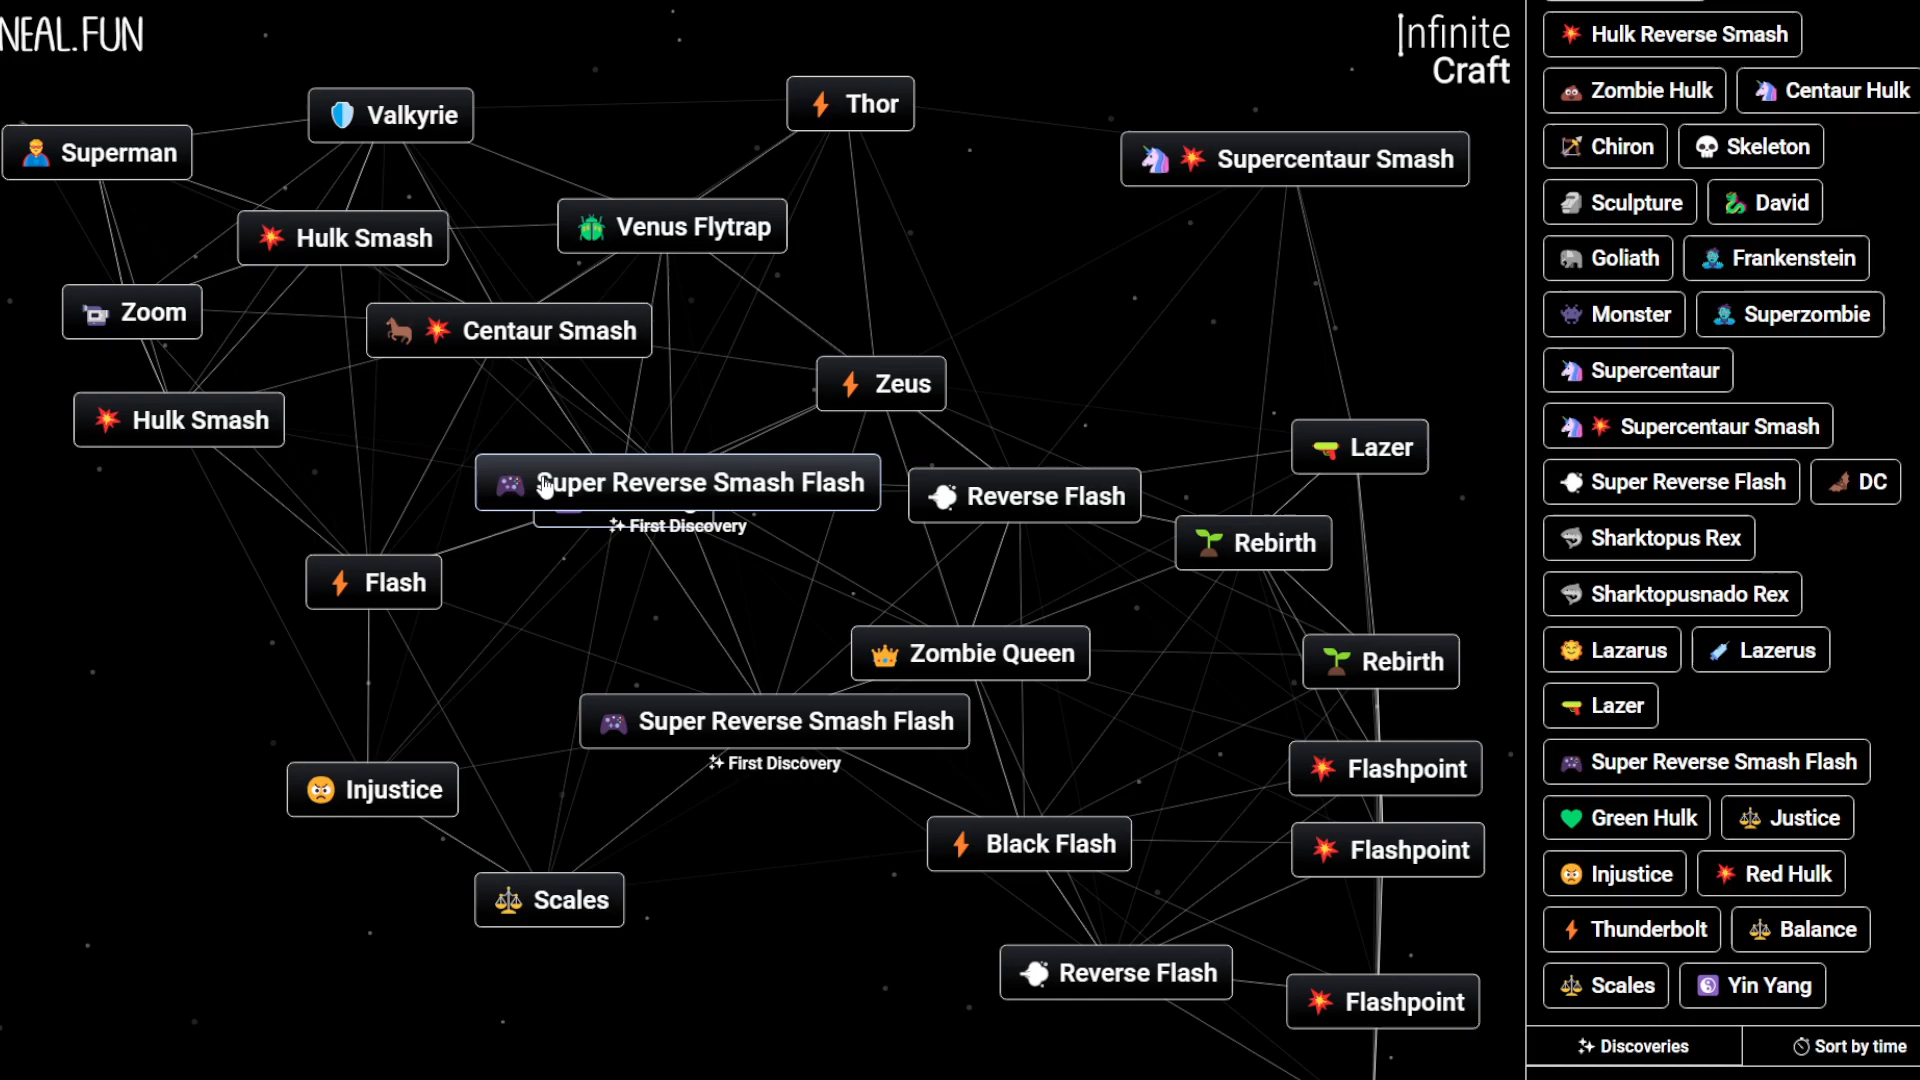 NEAL.FUN
Infinite
Craft
Valkyrie
Thor
Superman
Supercentaur Smash
Hulk Smash
Venus Flytrap
Zoom
Centaur Smash
Zeus
Hulk Smash
Lazer
Super Reverse Smash Flash
First Discovery
Reverse Flash
Rebirth
Flash
Zombie Queen
Rebirth
Super Reverse Smash Flash
First Discovery
Flashpoint
Injustice
Black Flash
Flashpoint
Scales
Reverse Flash
Flashpoint
Hulk Reverse Smash
Zombie Hulk
Centaur Hulk
Chiron
Skeleton
Sculpture
David
Goliath
Frankenstein
Monster
Superzombie
Supercentaur
Supercentaur Smash
Super Reverse Flash
DC
Sharktopus Rex
Sharktopusnado Rex
Lazarus
Lazerus
Lazer
Super Reverse Smash Flash
Green Hulk
Justice
Injustice
Red Hulk
Thunderbolt
Balance
Scales
Yin Yang
Discoveries
Sort by time